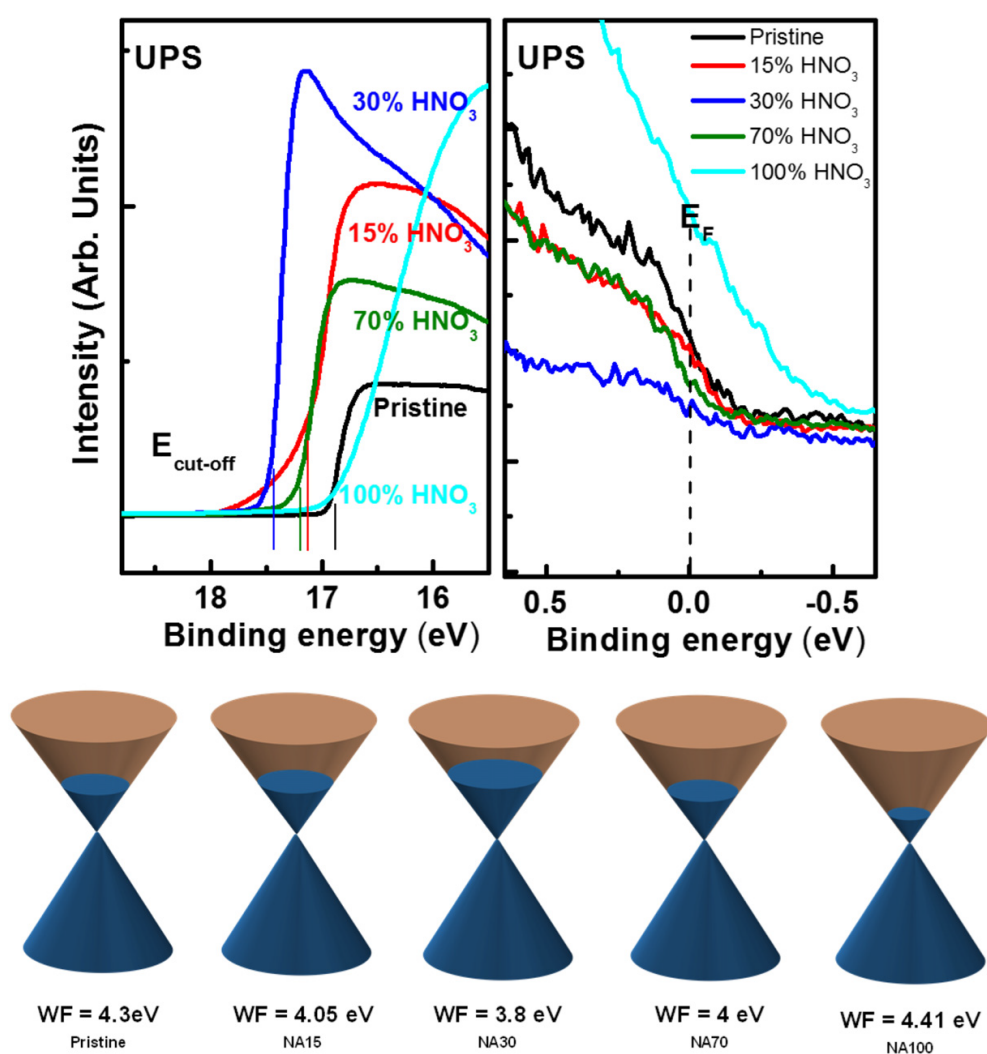 UPS
30% HNO3
15% HNO3
70% HNO3
Pristine
100% HNO3
Ecut-off
Intensity (Arb. Units)
18 17 16
Binding energy (eV)
UPS
Pristine
15% HNO3
30% HNO3
70% HNO3
100% HNO3
EF
0.5 0.0 -0.5
Binding energy (eV)
WF = 4.3eV
Pristine
WF = 4.05 eV
NA15
WF = 3.8 eV
NA30
WF = 4 eV
NA70
WF = 4.41 eV
NA100